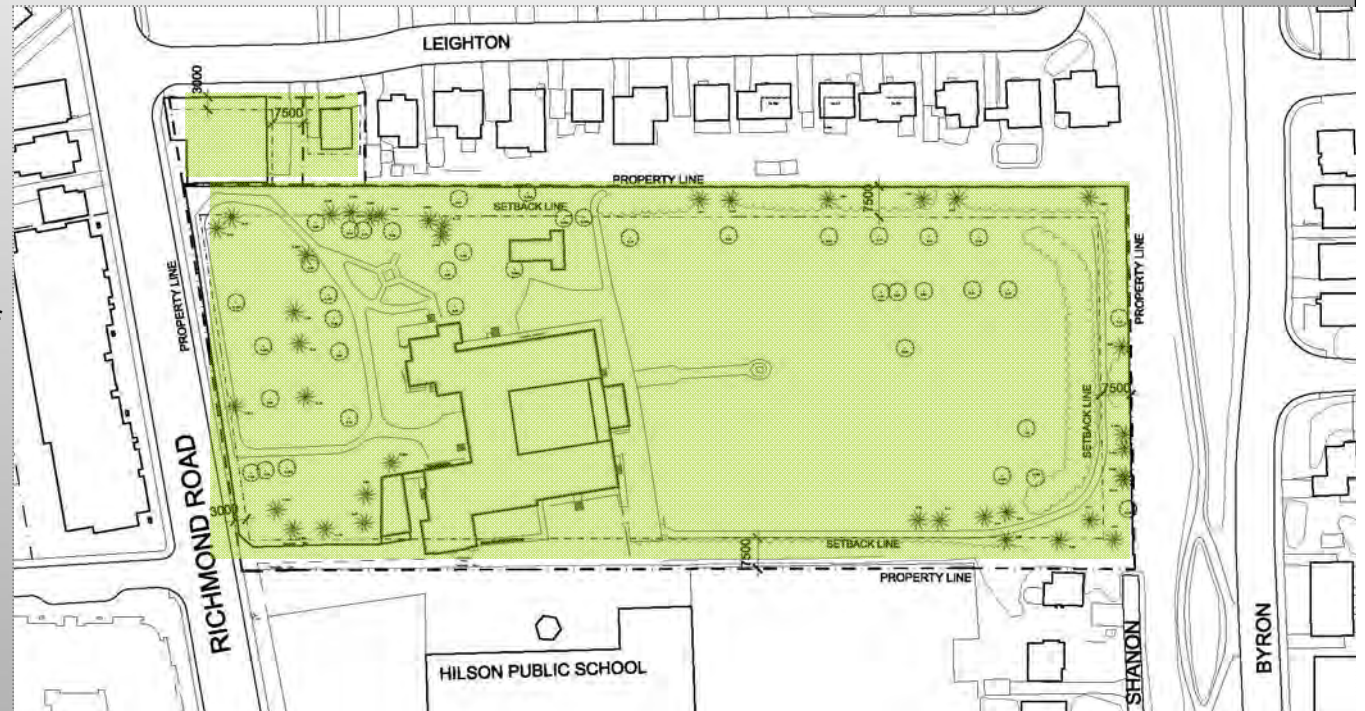 LEIGHTON
3000
7500
PROPERTY LINE
SETBACK LINE
7500
PROPERTY LINE
PROPERTY LINE
SETBACK LINE
7500
RICHMOND ROAD
3000
7500
SETBACK LINE
PROPERTY LINE
HILSON PUBLIC SCHOOL
SHANON
BYRON